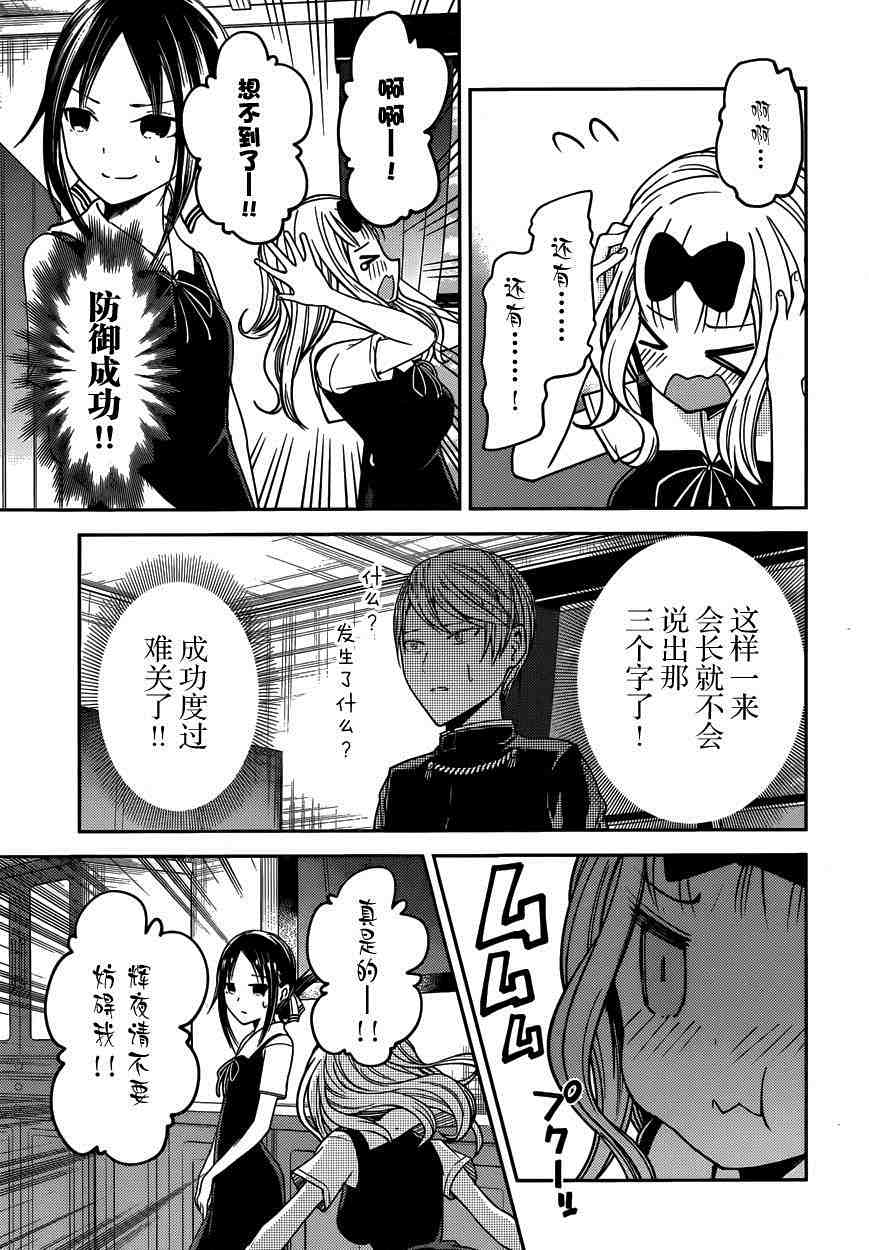 啊
啊
…
还有………
还有………！
啊
啊
ー
！
想不
到了
ー
!!
防御成功!!
这样一来
会长就不会
说出那
三个字了！
什么？
发生了什么？
成功度过
难关了!!
ムムム
プクーッ
真是
的ー！！
辉夜请不要
妨碍我！！